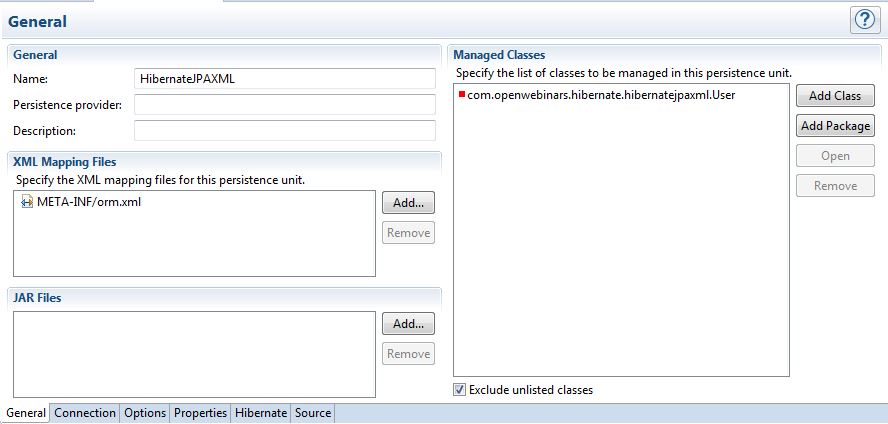 General
General
Name:
HibernateJPAXML
Persistence provider:
Description:
XML Mapping Files
Specify the XML mapping files for this persistence unit.
META-INF/orm.xml
Add...
Remove
JAR Files
Add...
Remove
Managed Classes
Specify the list of classes to be managed in this persistence unit.
com.openwebinars.hibernate.hibernatejpaxml.User
Add Class
Add Package
Open
Remove
Exclude unlisted classes
General Connection Options Properties Hibernate Source